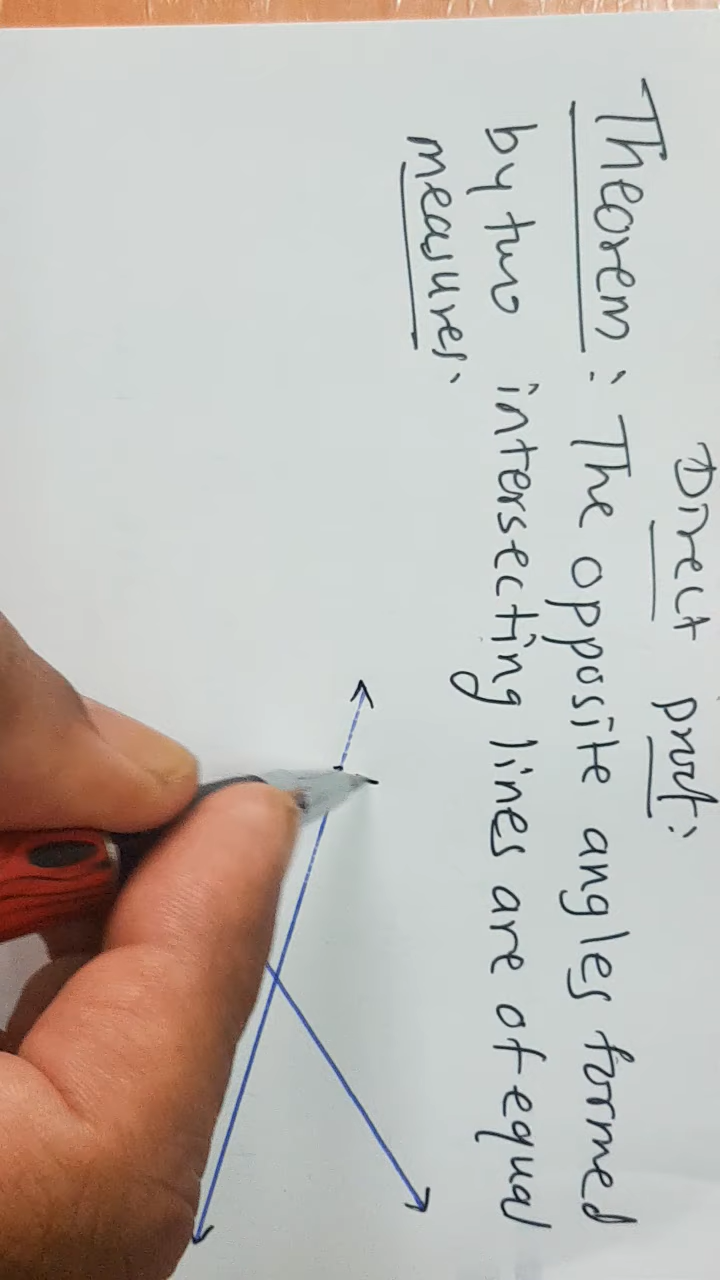 Direct proof:
Theorem: The opposite angles formed
by two intersecting lines are of equal
measures.